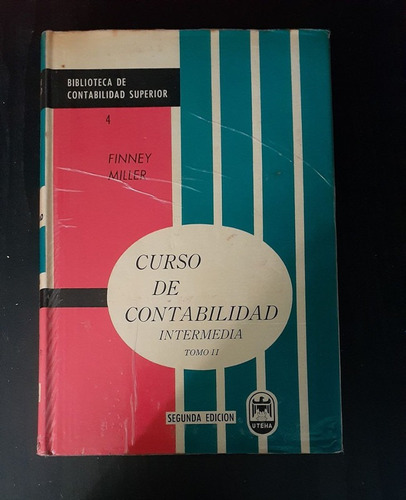 BIBLIOTECA DE
CONTABILIDAD SUPERIOR
4
FINNEY
MILLER
CURSO
DE
CONTABILIDAD
INTERMEDIA
TOMO II
SEGUNDA EDICION
UTEHA